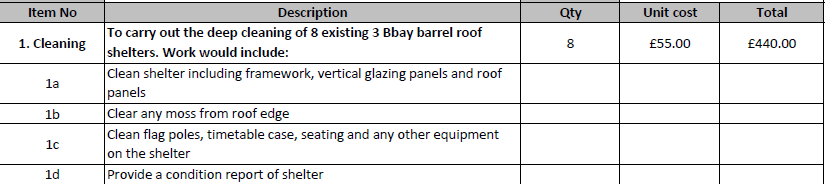 Item No Description Qty Unit cost Total
1. Cleaning To carry out the deep cleaning of 8 existing 3 Bbay barrel roof shelters. Work would include: 8 £55.00 £440.00
1a Clean shelter including framework, vertical glazing panels and roof panels
1b Clear any moss from roof edge
1c Clean flag poles, timetable case, seating and any other equipment on the shelter
1d Provide a condition report of shelter